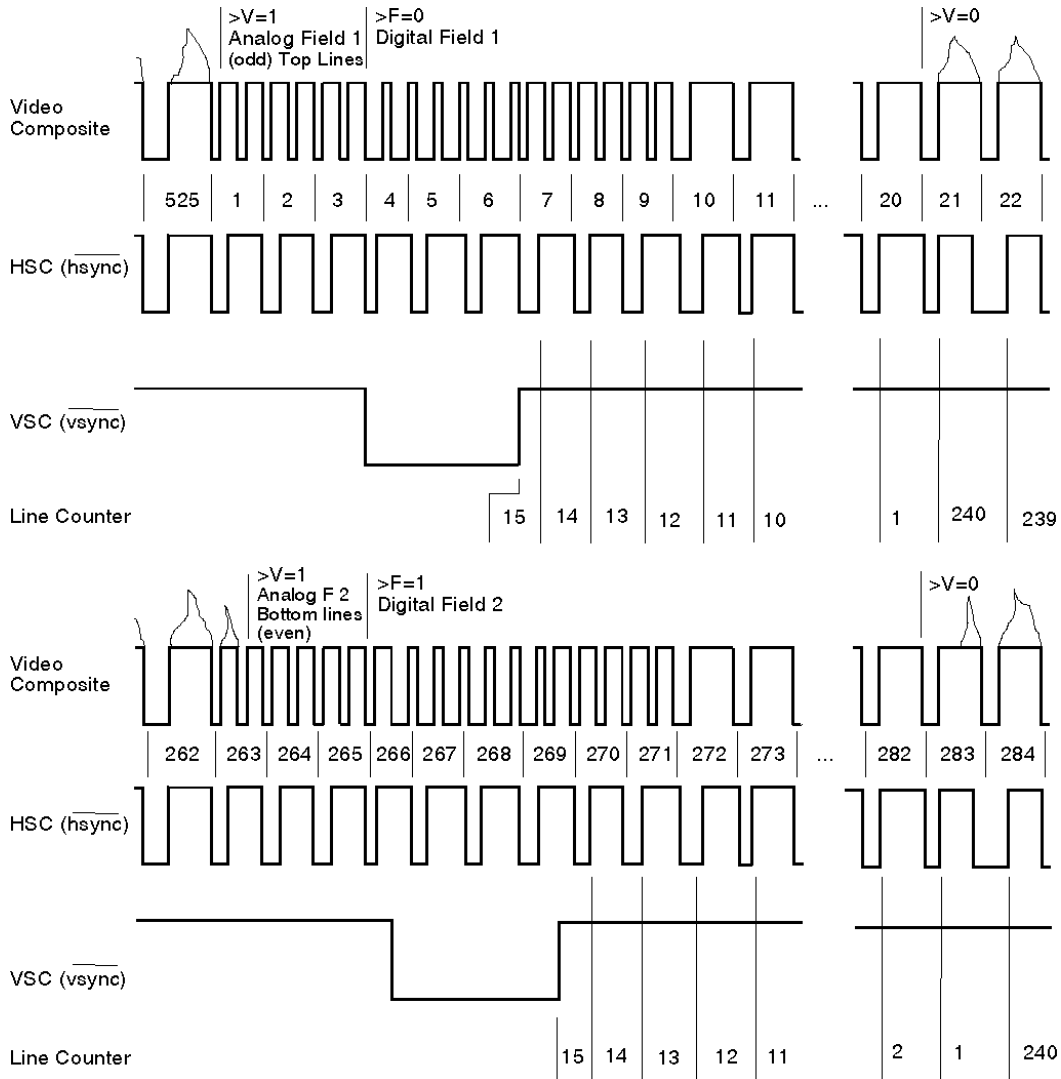 >V=1
Analog Field 1
(odd) Top Lines
>F=0
Digital Field 1
>V=0
Video
Composite
525 1 2 3 4 5 6 7 8 9 10 11 ... 20 21 22
HSC (hsync)
VSC (vsync)
Line Counter
15 14 13 12 11 10 1 240 239
>V=1
Analog F 2
Bottom lines
(even)
>F=1
Digital Field 2
>V=0
Video
Composite
262 263 264 265 266 267 268 269 270 271 272 273 ... 282 283 284
HSC (hsync)
VSC (vsync)
Line Counter
15 14 13 12 11 2 1 240